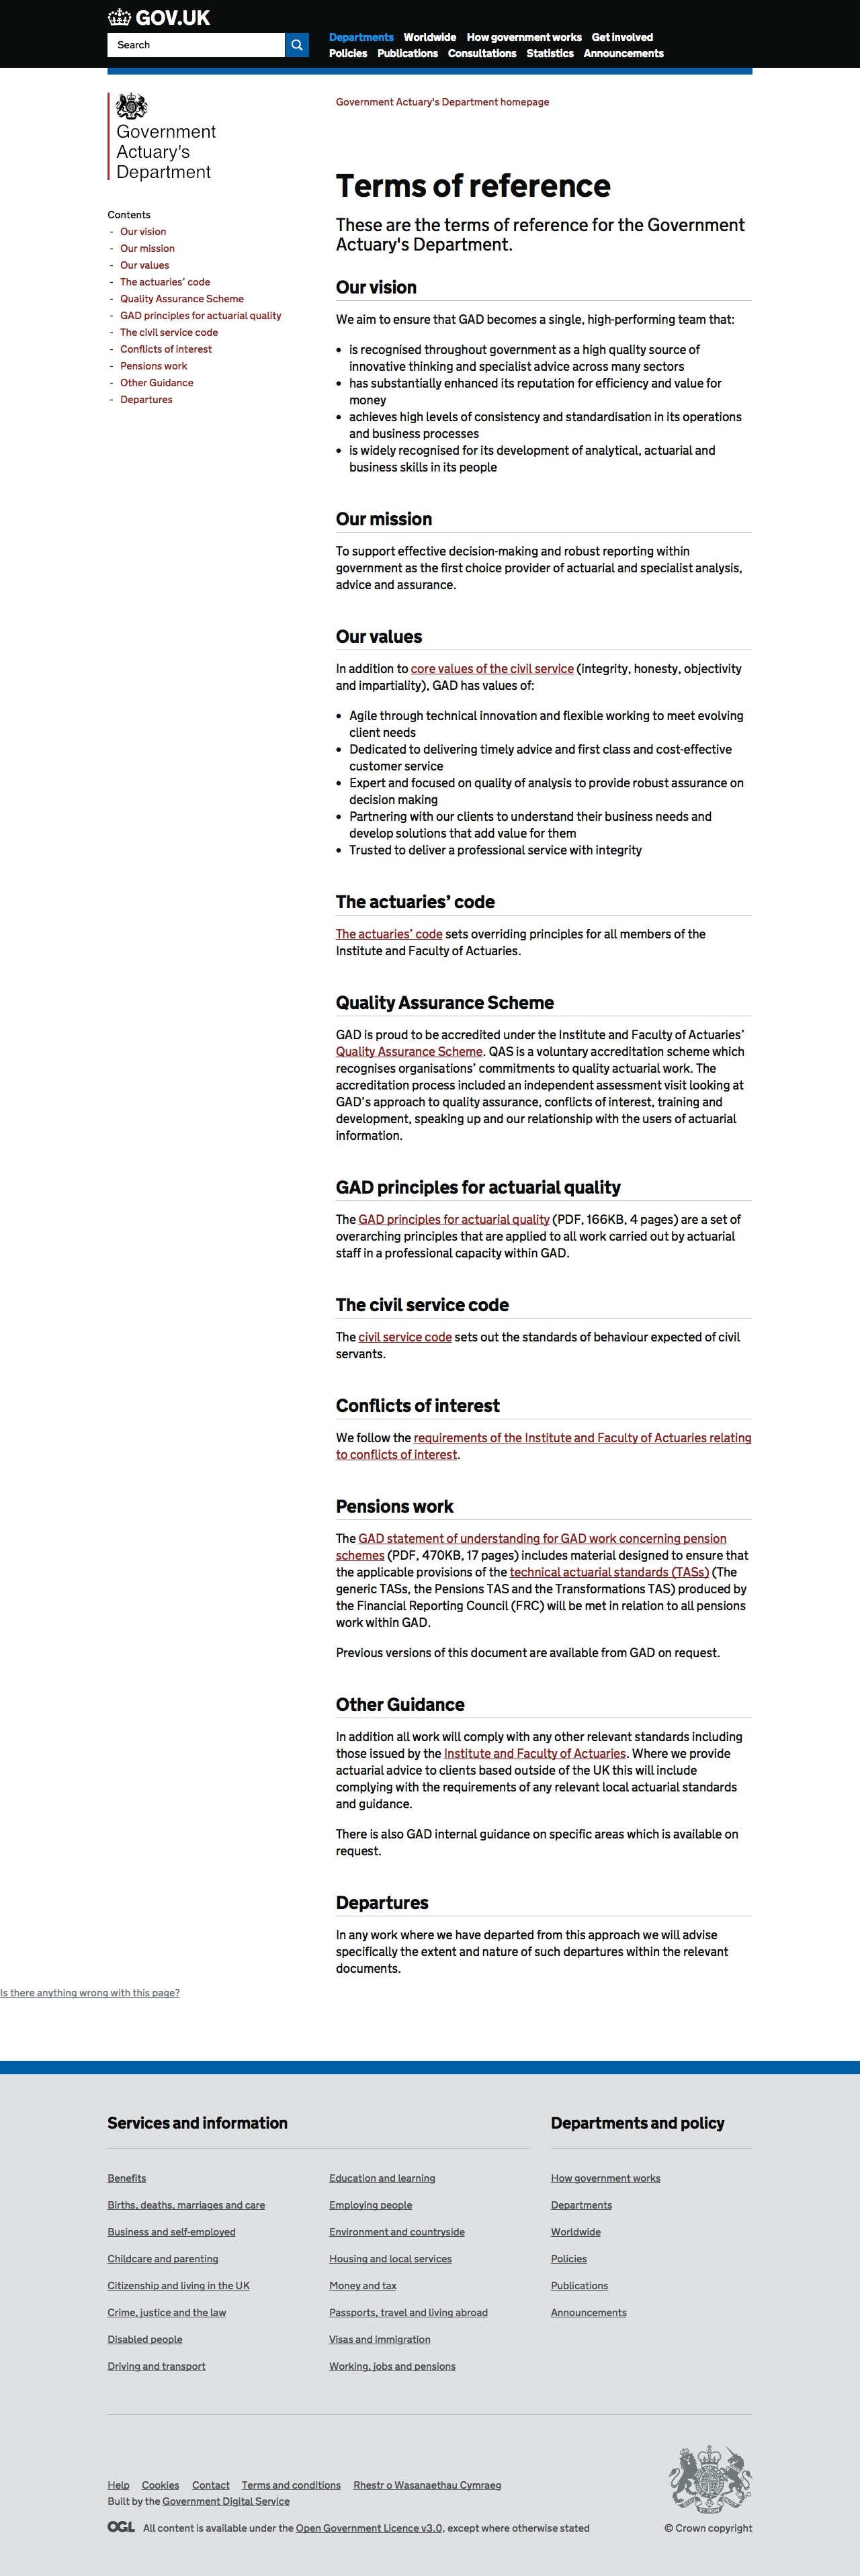 GOV.UK
Search
Departments Worldwide How government works Get involved
Policies Publications Consultations Statistics Announcements
Government
Actuary's
Department
Government Actuary's Department homepage
Terms of reference
These are the terms of reference for the Government
Actuary's Department.
Contents
- Our vision
- Our mission
- Our values
- The actuaries’ code
- Quality Assurance Scheme
- GAD principles for actuarial quality
- The civil service code
- Conflicts of interest
- Pensions work
- Other Guidance
- Departures
Our vision
We aim to ensure that GAD becomes a single, high-performing team that:
• is recognised throughout government as a high quality source of
innovative thinking and specialist advice across many sectors
• has substantially enhanced its reputation for efficiency and value for
money
• achieves high levels of consistency and standardisation in its operations
and business processes
• is widely recognised for its development of analytical, actuarial and
business skills in its people
Our mission
To support effective decision-making and robust reporting within
government as the first choice provider of actuarial and specialist analysis,
advice and assurance.
Our values
In addition to core values of the civil service (integrity, honesty, objectivity
and impartiality), GAD has values of:
• Agile through technical innovation and flexible working to meet evolving
client needs
• Dedicated to delivering timely advice and first class and cost-effective
customer service
• Expert and focused on quality of analysis to provide robust assurance on
decision making
• Partnering with our clients to understand their business needs and
develop solutions that add value for them
• Trusted to deliver a professional service with integrity
The actuaries’ code
The actuaries’ code sets overriding principles for all members of the
Institute and Faculty of Actuaries.
Quality Assurance Scheme
GAD is proud to be accredited under the Institute and Faculty of Actuaries’
Quality Assurance Scheme. QAS is a voluntary accreditation scheme which
recognises organisations’ commitments to quality actuarial work. The
accreditation process included an independent assessment visit looking at
GAD’s approach to quality assurance, conflicts of interest, training and
development, speaking up and our relationship with the users of actuarial
information.
GAD principles for actuarial quality
The GAD principles for actuarial quality (PDF, 166KB, 4 pages) are a set of
overarching principles that are applied to all work carried out by actuarial
staff in a professional capacity within GAD.
The civil service code
The civil service code sets out the standards of behaviour expected of civil
servants.
Conflicts of interest
We follow the requirements of the Institute and Faculty of Actuaries relating
to conflicts of interest.
Pensions work
The GAD statement of understanding for GAD work concerning pension
schemes (PDF, 470KB, 17 pages) includes material designed to ensure that
the applicable provisions of the technical actuarial standards (TASs) (The
generic TASs, the Pensions TAS and the Transformations TAS) produced by
the Financial Reporting Council (FRC) will be met in relation to all pensions
work within GAD.
Previous versions of this document are available from GAD on request.
Other Guidance
In addition all work will comply with any other relevant standards including
those issued by the Institute and Faculty of Actuaries. Where we provide
actuarial advice to clients based outside of the UK this will include
complying with the requirements of any relevant local actuarial standards
and guidance.
There is also GAD internal guidance on specific areas which is available on
request.
Departures
In any work where we have departed from this approach we will advise
specifically the extent and nature of such departures within the relevant
documents.
Is there anything wrong with this page?
Services and information
Benefits
Births, deaths, marriages and care
Business and self-employed
Childcare and parenting
Citizenship and living in the UK
Crime, justice and the law
Disabled people
Driving and transport
Education and learning
Employing people
Environment and countryside
Housing and local services
Money and tax
Passports, travel and living abroad
Visas and immigration
Working, jobs and pensions
Departments and policy
How government works
Departments
Worldwide
Policies
Publications
Announcements
Help Cookies Contact Terms and conditions Rhestr o Wasanaethau Cymraeg
Built by the Government Digital Service
OGL All content is available under the Open Government Licence v3.0, except where otherwise stated
© Crown copyright